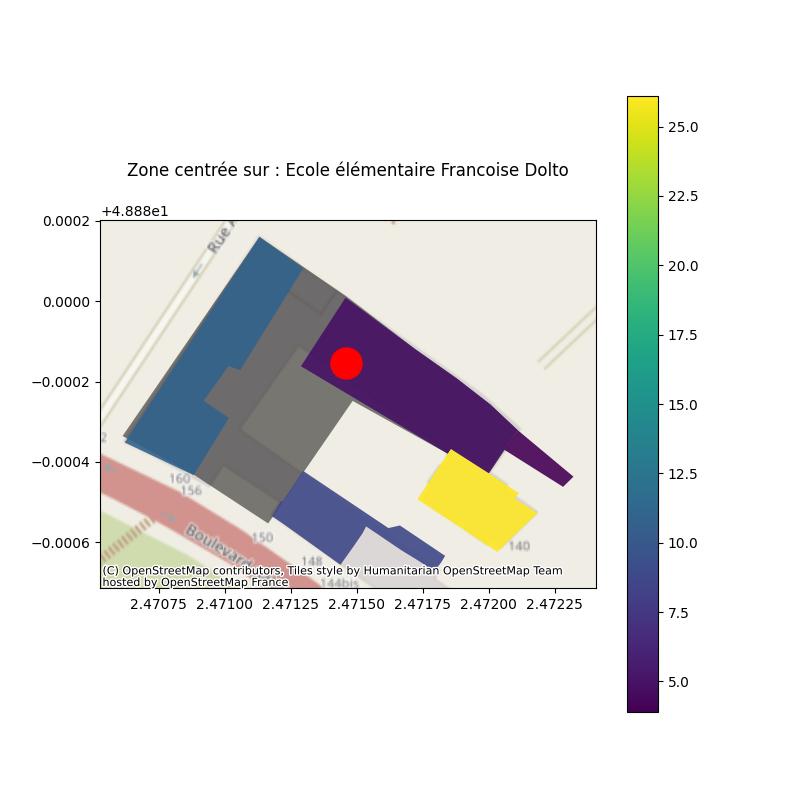 Zone centrée sur : Ecole élémentaire Francoise Dolto
+4.888e1
0.0002
0.0000
−0.0002
−0.0004
−0.0006
Rue
160
156
150
148
144bis
140
Boulevard
(C) OpenStreetMap contributors, Tiles style by Humanitarian OpenStreetMap Team
hosted by OpenStreetMap France
2.47075 2.47100 2.47125 2.47150 2.47175 2.47200 2.47225
25.0
22.5
20.0
17.5
15.0
12.5
10.0
7.5
5.0